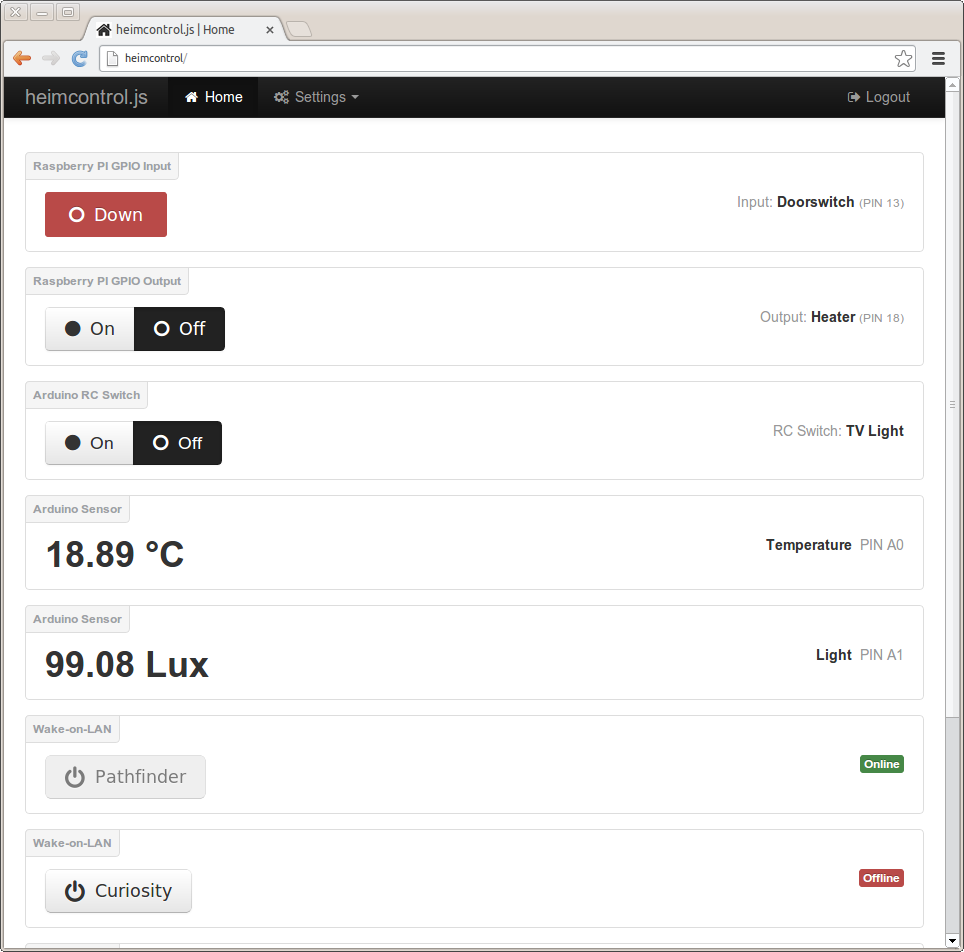 heimcontrol.js | Home
heimcontrol/
heimcontrol.js Home Settings Logout
Raspberry PI GPIO Input
Down
Input: Doorswitch (PIN 13)
Raspberry PI GPIO Output
On Off
Output: Heater (PIN 18)
Arduino RC Switch
On Off
RC Switch: TV Light
Arduino Sensor
18.89 °C
Temperature PIN A0
Arduino Sensor
99.08 Lux
Light PIN A1
Wake-on-LAN
Pathfinder
Online
Wake-on-LAN
Curiosity
Offline